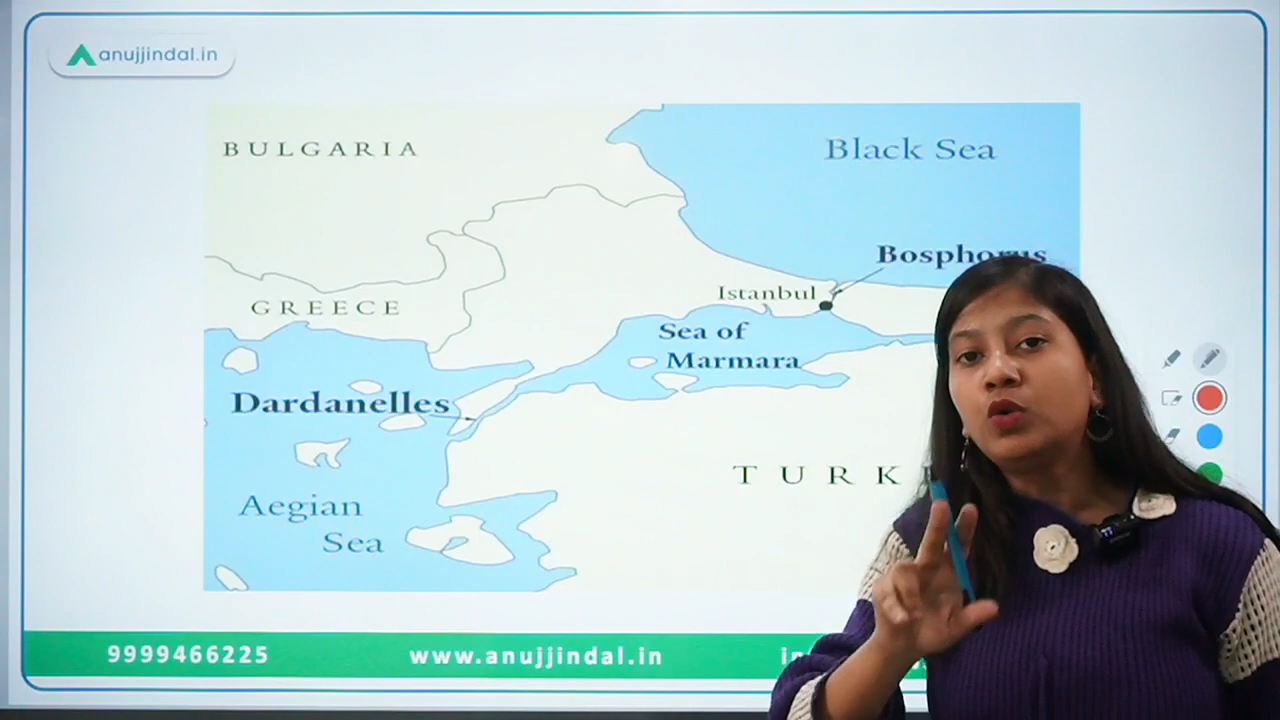 anujjindal.in
BULGARIA
Black Sea
Bosphorus
Istanbul
GREECE
Sea of
Marmara
Dardanelles
Aegian
Sea
9999466225
www.anujjindal.in